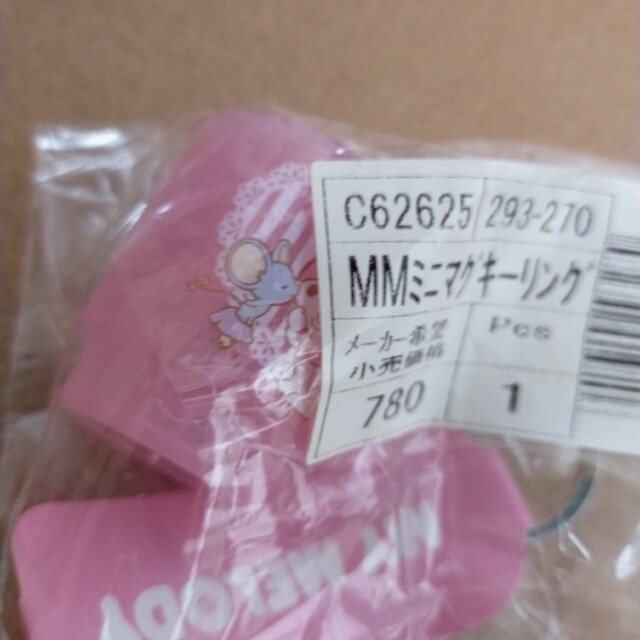 C62625 293-270
MMミニマグキーリング
メーカー希望 Pcs
小売価格
780 1
MY MELODY